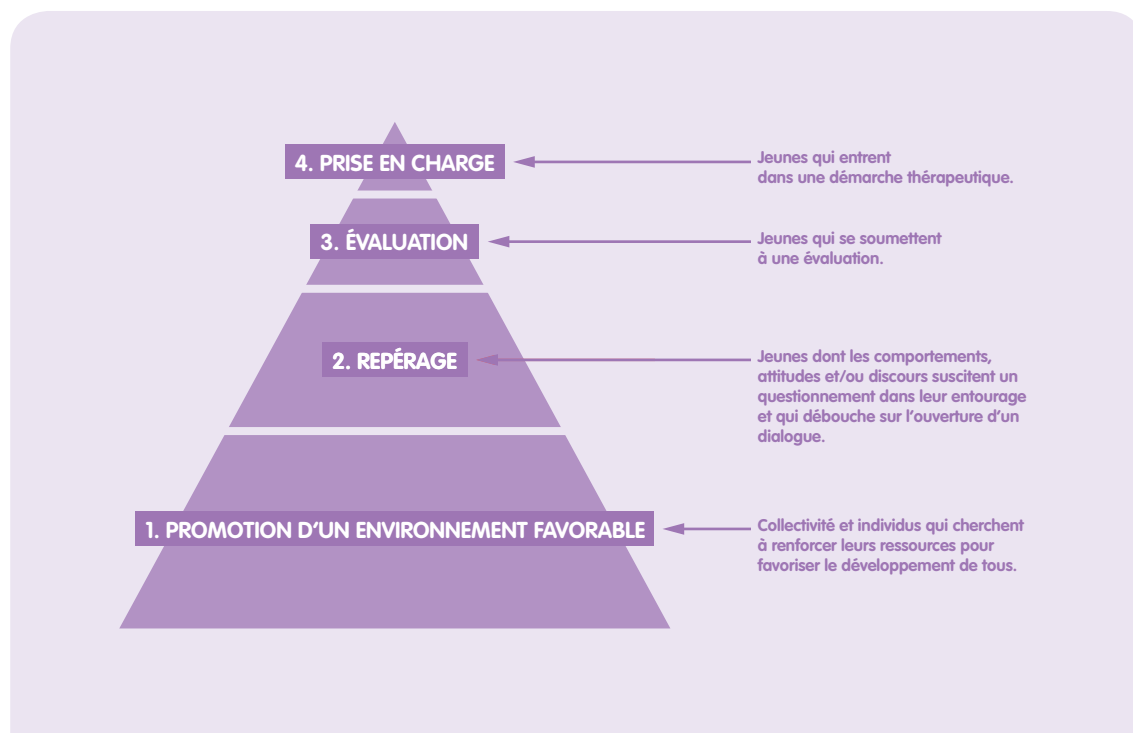 4. PRISE EN CHARGE
Jeunes qui entrent
dans une démarche thérapeutique.
3. ÉVALUATION
Jeunes qui se soumettent
à une évaluation.
2. REPÉRAGE
Jeunes dont les comportements,
attitudes et/ou discours suscitent un
questionnement dans leur entourage
et qui débouche sur l’ouverture d’un
dialogue.
1. PROMOTION D’UN ENVIRONNEMENT FAVORABLE
Collectivité et individus qui cherchent
à renforcer leurs ressources pour
favoriser le développement de tous.